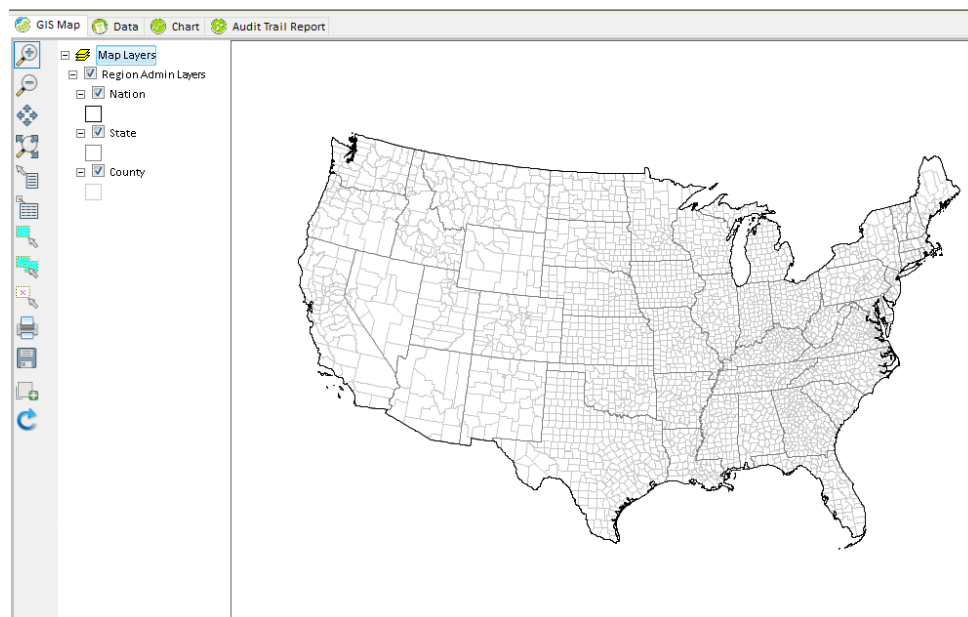 GIS Map Data Chart Audit Trail Report
Map Layers
Region Admin Layers
Nation
State
County